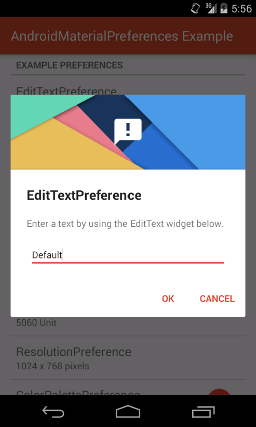 5:56
AndroidMaterialPreferences Example
EXAMPLE PREFERENCES
EditTextPreference
EditTextPreference
Enter a text by using the EditText widget below.
Default
OK CANCEL
5060 Unit
ResolutionPreference
1024 x 768 pixels
ColorPalettePreference